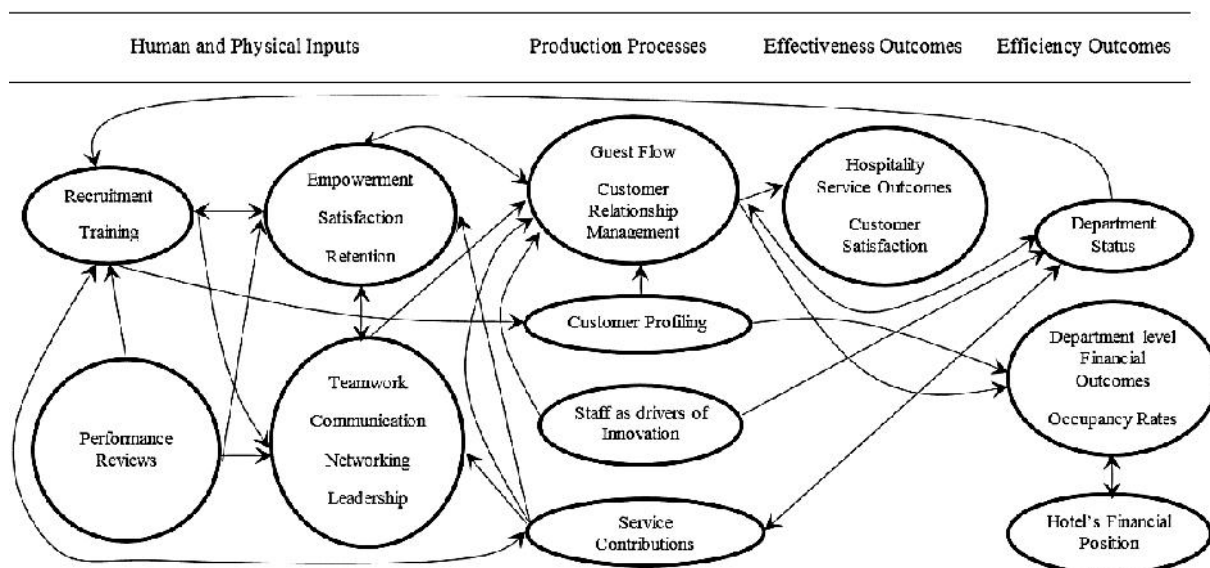 Human and Physical Inputs
Production Processes
Effectiveness Outcomes
Efficiency Outcomes
Recruitment
Training
Empowerment
Satisfaction
Retention
Guest Flow
Customer
Relationship
Management
Hospitality
Service Outcomes
Customer
Satisfaction
Department
Status
Customer Profiling
Performance
Reviews
Teamwork
Communication
Networking
Leadership
Staff as drivers of
Innovation
Department level
Financial
Outcomes
Occupancy Rates
Service
Contributions
Hotel's Financial
Position